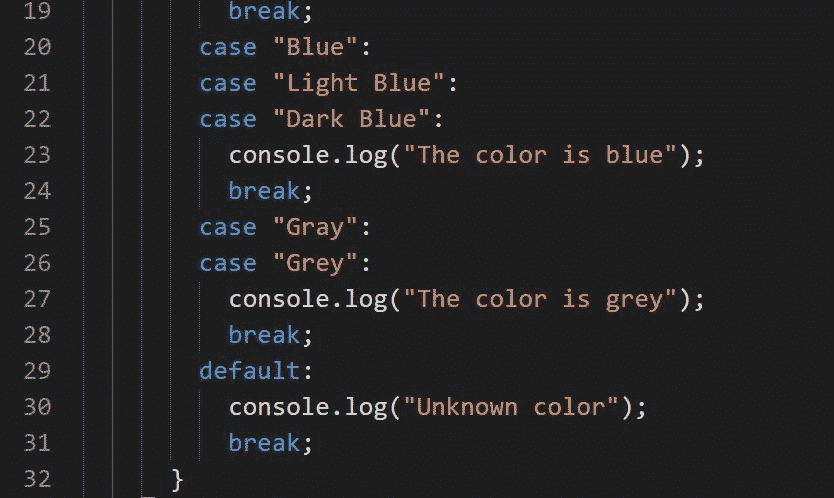 19 break;
20 case "Blue":
21 case "Light Blue":
22 case "Dark Blue":
23 console.log("The color is blue");
24 break;
25 case "Gray":
26 case "Grey":
27 console.log("The color is grey");
28 break;
29 default:
30 console.log("Unknown color");
31 break;
32 }